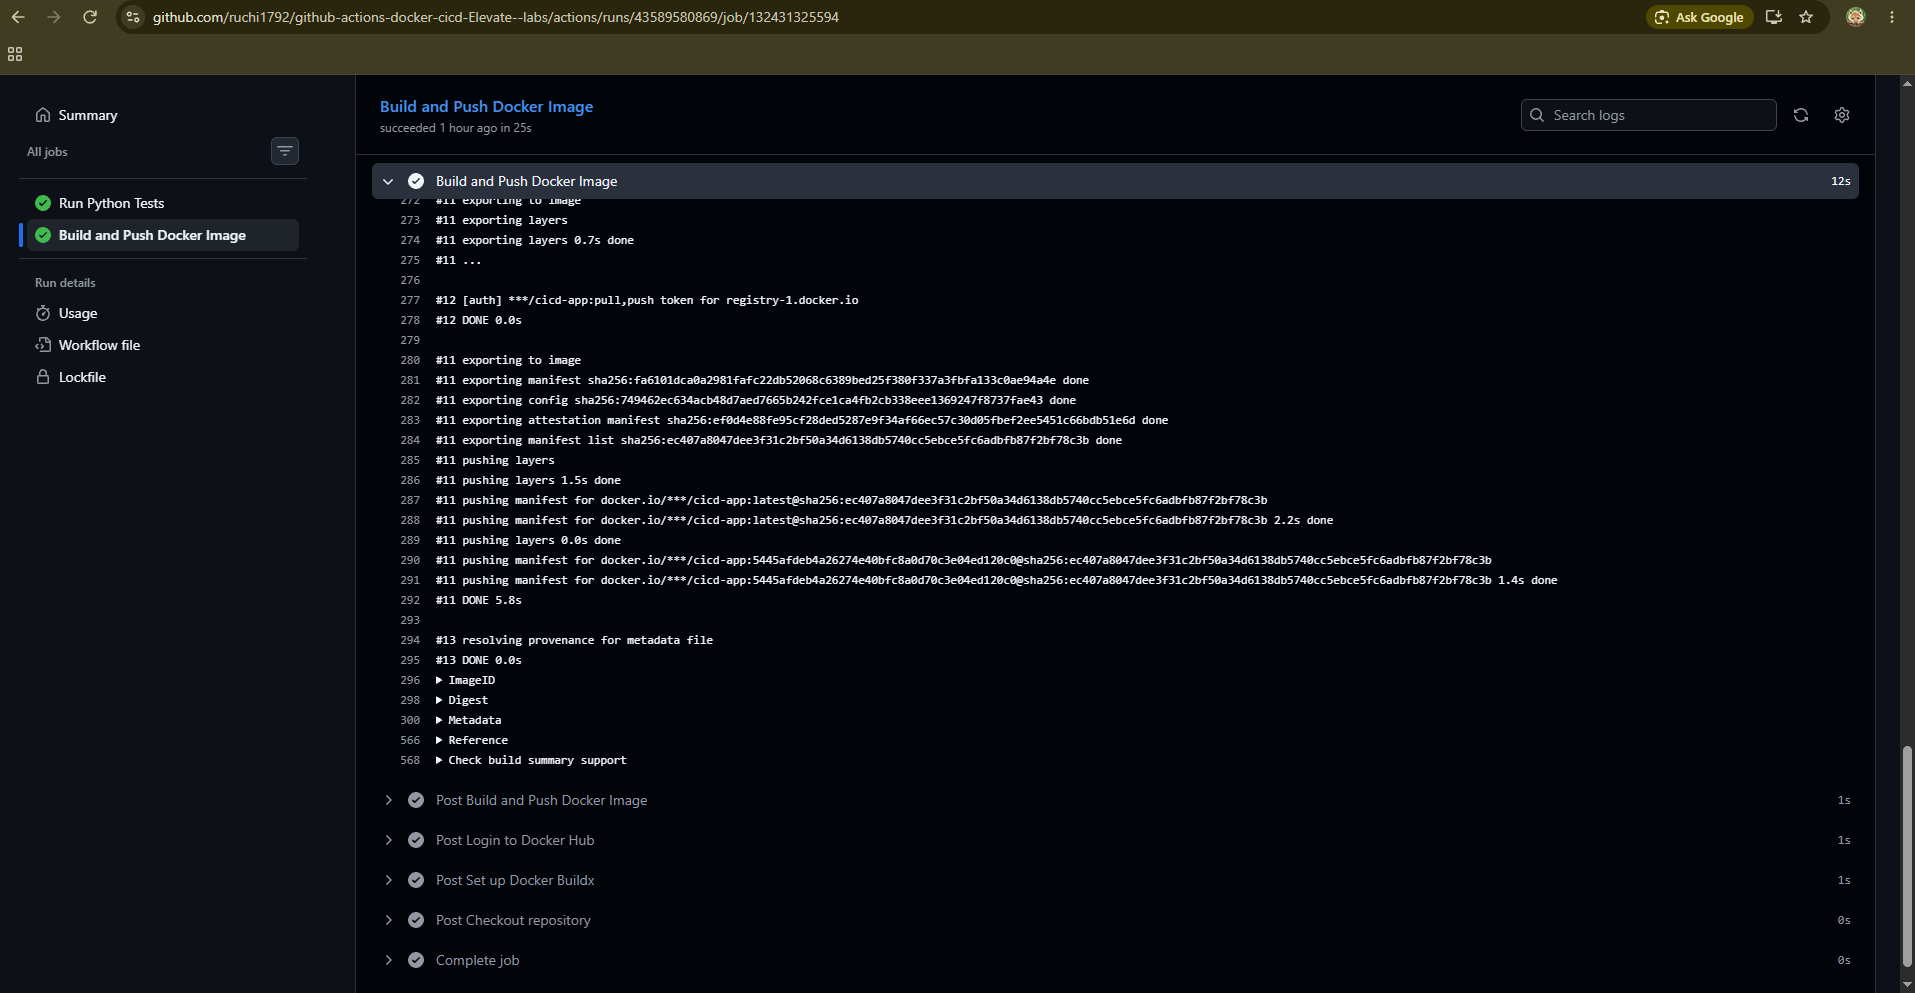 github.com/ruchi1792/github-actions-docker-cicd-Elevate--labs/actions/runs/43589580869/job/132431325594
Ask Google
Summary
All jobs
Run Python Tests
Build and Push Docker Image
Run details
Usage
Workflow file
Lockfile
Build and Push Docker Image
succeeded 1 hour ago in 25s
Search logs
Build and Push Docker Image 12s
272 #11 exporting to image
273 #11 exporting layers
274 #11 exporting layers 0.7s done
275 #11 ...
276
277 #12 [auth] ***/cicd-app:pull,push token for registry-1.docker.io
278 #12 DONE 0.0s
279
280 #11 exporting to image
281 #11 exporting manifest sha256:fa6101dca0a2981fafc22db52068c6389bed25f380f337a3fbfa133c0ae94a4e done
282 #11 exporting config sha256:749462ec634acb48d7aed7665b242fce1ca4fb2cb338eee1369247f8737fae43 done
283 #11 exporting attestation manifest sha256:ef0d4e88fe95cf28ded5287e9f34af66ec57c30d05fbef2ee5451c66bdb51e6d done
284 #11 exporting manifest list sha256:ec407a8047dee3f31c2bf50a34d6138db5740cc5ebce5fc6adbfb87f2bf78c3b done
285 #11 pushing layers
286 #11 pushing layers 1.5s done
287 #11 pushing manifest for docker.io/***/cicd-app:latest@sha256:ec407a8047dee3f31c2bf50a34d6138db5740cc5ebce5fc6adbfb87f2bf78c3b
288 #11 pushing manifest for docker.io/***/cicd-app:latest@sha256:ec407a8047dee3f31c2bf50a34d6138db5740cc5ebce5fc6adbfb87f2bf78c3b 2.2s done
289 #11 pushing layers 0.0s done
290 #11 pushing manifest for docker.io/***/cicd-app:5445afdeb4a26274e40bfc8a0d70c3e04ed120c0@sha256:ec407a8047dee3f31c2bf50a34d6138db5740cc5ebce5fc6adbfb87f2bf78c3b
291 #11 pushing manifest for docker.io/***/cicd-app:5445afdeb4a26274e40bfc8a0d70c3e04ed120c0@sha256:ec407a8047dee3f31c2bf50a34d6138db5740cc5ebce5fc6adbfb87f2bf78c3b 1.4s done
292 #11 DONE 5.8s
293
294 #13 resolving provenance for metadata file
295 #13 DONE 0.0s
296 ▶ ImageID
298 ▶ Digest
300 ▶ Metadata
566 ▶ Reference
568 ▶ Check build summary support
Post Build and Push Docker Image 1s
Post Login to Docker Hub 1s
Post Set up Docker Buildx 1s
Post Checkout repository 0s
Complete job 0s